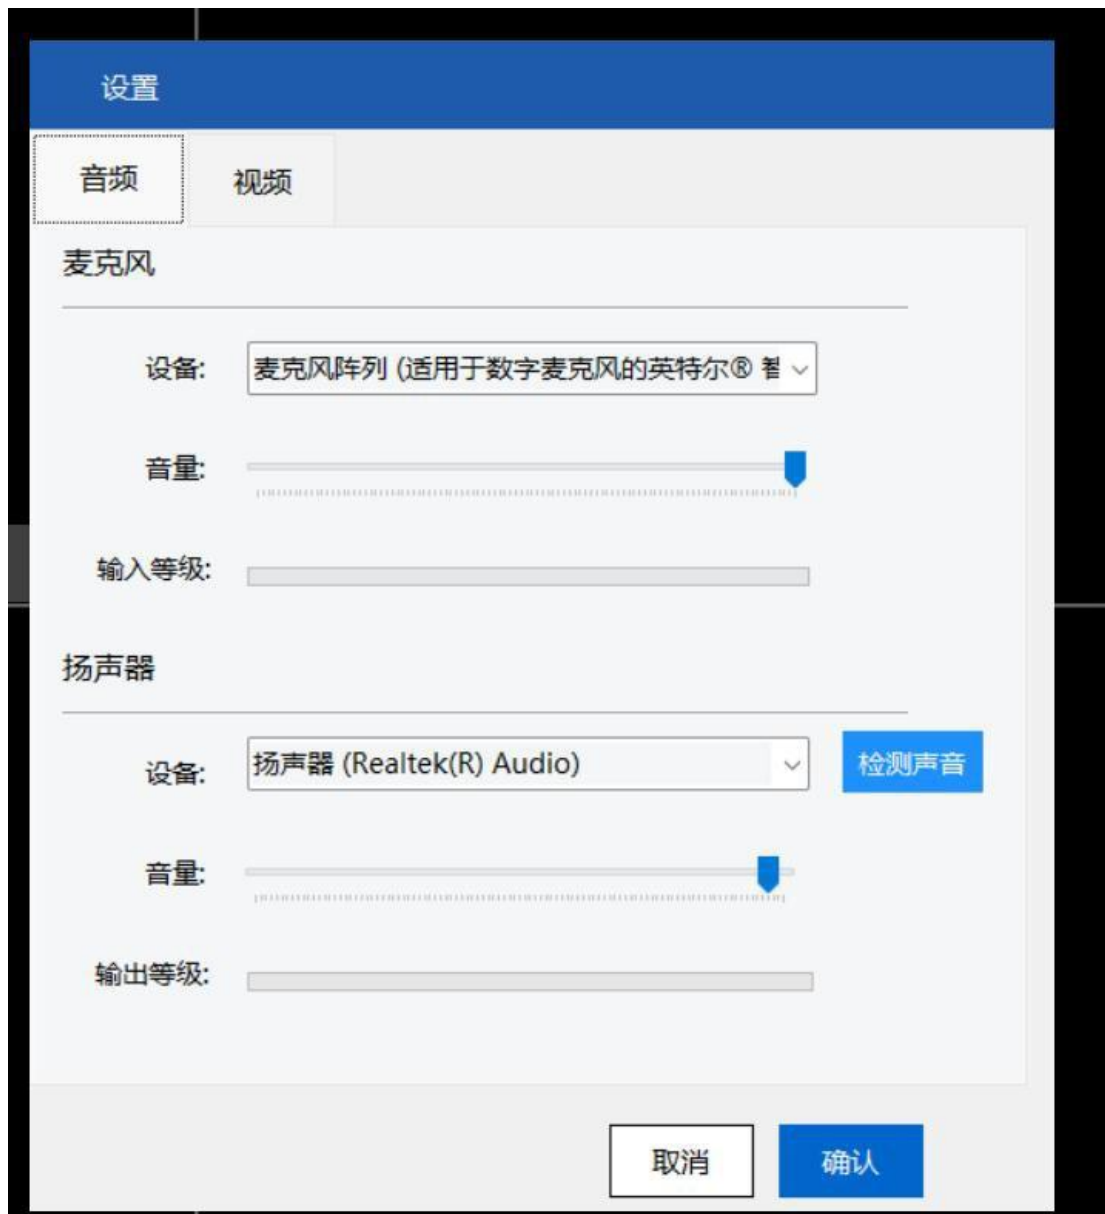 设置
音频
视频
麦克风
设备:
麦克风阵列 (适用于数字麦克风的英特尔®
音量:
输入等级:
扬声器
设备:
扬声器 (Realtek(R) Audio)
检测声音
音量:
输出等级:
取消
确认